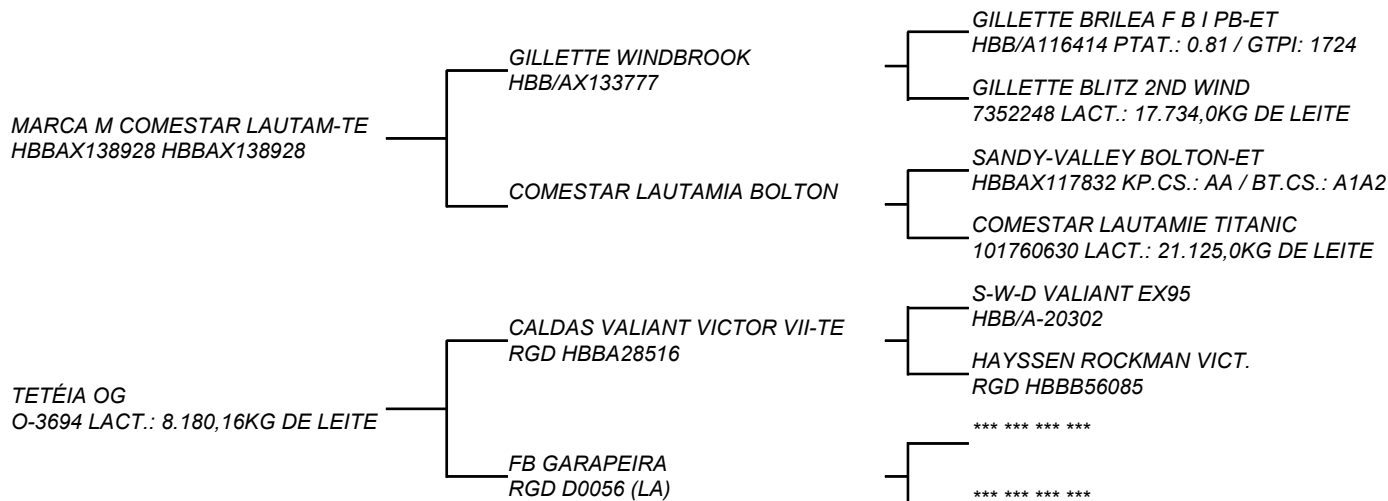 GILLETTE BRILEA F B I PB-ET
HBB/A116414 PTAT.: 0.81 / GTPI: 1724
GILLETTE WINDBROOK
HBB/AX133777
GILLETTE BLITZ 2ND WIND
7352248 LACT.: 17.734,0KG DE LEITE
MARCA M COMESTAR LAUTAM-TE
HBBAX138928 HBBAX138928
SANDY-VALLEY BOLTON-ET
HBBAX117832 KP.CS.: AA / BT.CS.: A1A2
COMESTAR LAUTAMIA BOLTON
COMESTAR LAUTAMIE TITANIC
101760630 LACT.: 21.125,0KG DE LEITE
S-W-D VALIANT EX95
HBB/A-20302
CALDAS VALIANT VICTOR VII-TE
RGD HBBA28516
HAYSSEN ROCKMAN VICT.
RGD HBBB56085
TETÉIA OG
O-3694 LACT.: 8.180,16KG DE LEITE
*** *** *** ***
FB GARAPEIRA
RGD D0056 (LA)
*** *** *** ***